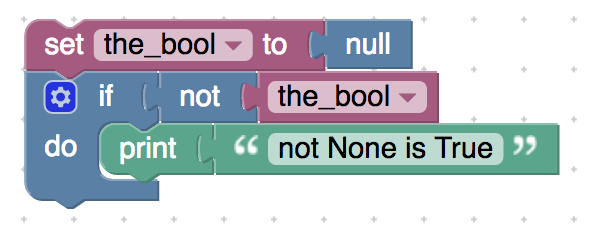 set the_bool to null
if not the_bool
do print “ not None is True ”